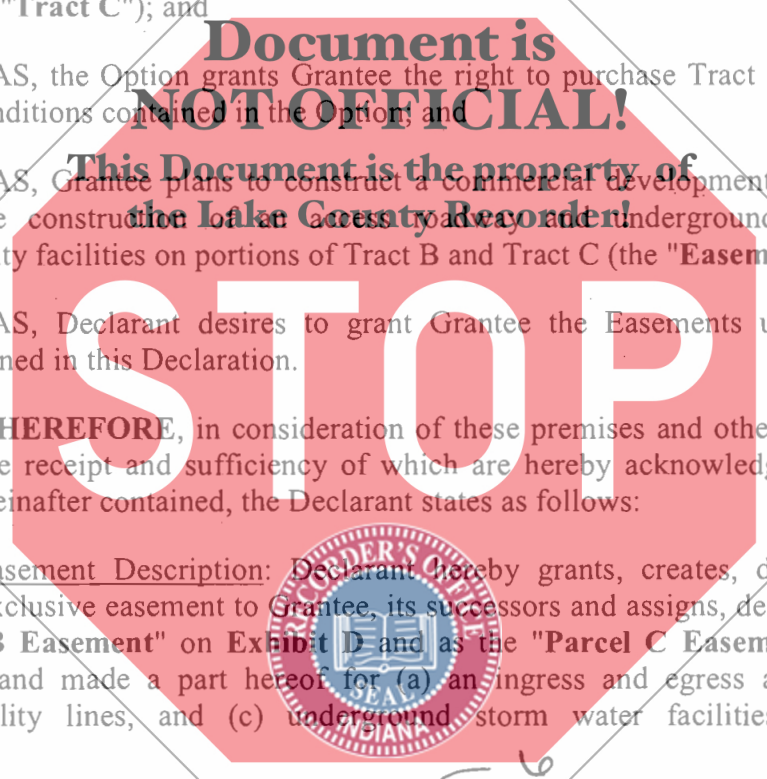 "Tract C"); and
Document is
AS, the Option grants Grantee the right to purchase Tract
nditions contained in the Option; and
NOT OFFICIAL!
This Document is the property of
AS, Grantee plans to construct a commercial development
the Lake County Recorder!
e construction of an access roadway and underground
ty facilities on portions of Tract B and Tract C (the "Easem
STOP
AS, Declarant desires to grant Grantee the Easements u
ned in this Declaration.
HEREFORE, in consideration of these premises and othe
e receipt and sufficiency of which are hereby acknowledg
einafter contained, the Declarant states as follows:
asement Description: Declarant hereby grants, creates, d
xclusive easement to Grantee, its successors and assigns, de
B Easement" on Exhibit D and as the "Parcel C Easem
and made a part hereof for (a) an ingress and egress a
lity lines, and (c) underground storm water facilitie
RECORDER'S OFFICE
SEAL
INDIANA
6